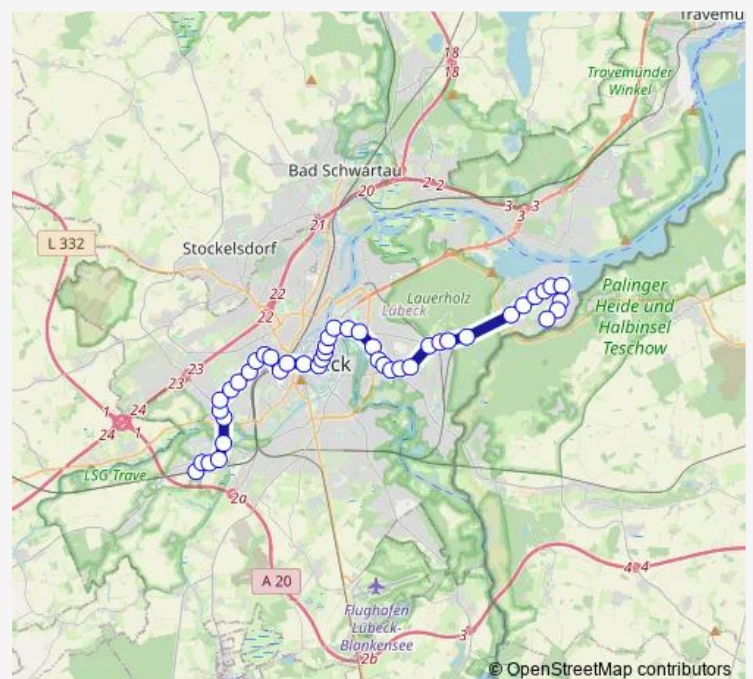 Travemü
18
18
Travemünder
Winkel
Bad Schwartau
20
2 2
3
3
3
21
L 332
Stockelsdorf
22
22
Lauerholz
Lübeck
Palinger
Heide und
Halbinsel
Teschow
ck
23
23
24
1
24
1
LSG Trave
2a
A 20
4 4
Flughafen
Lübeck-
Blankensee
3
2b
© OpenStreetMap contributors